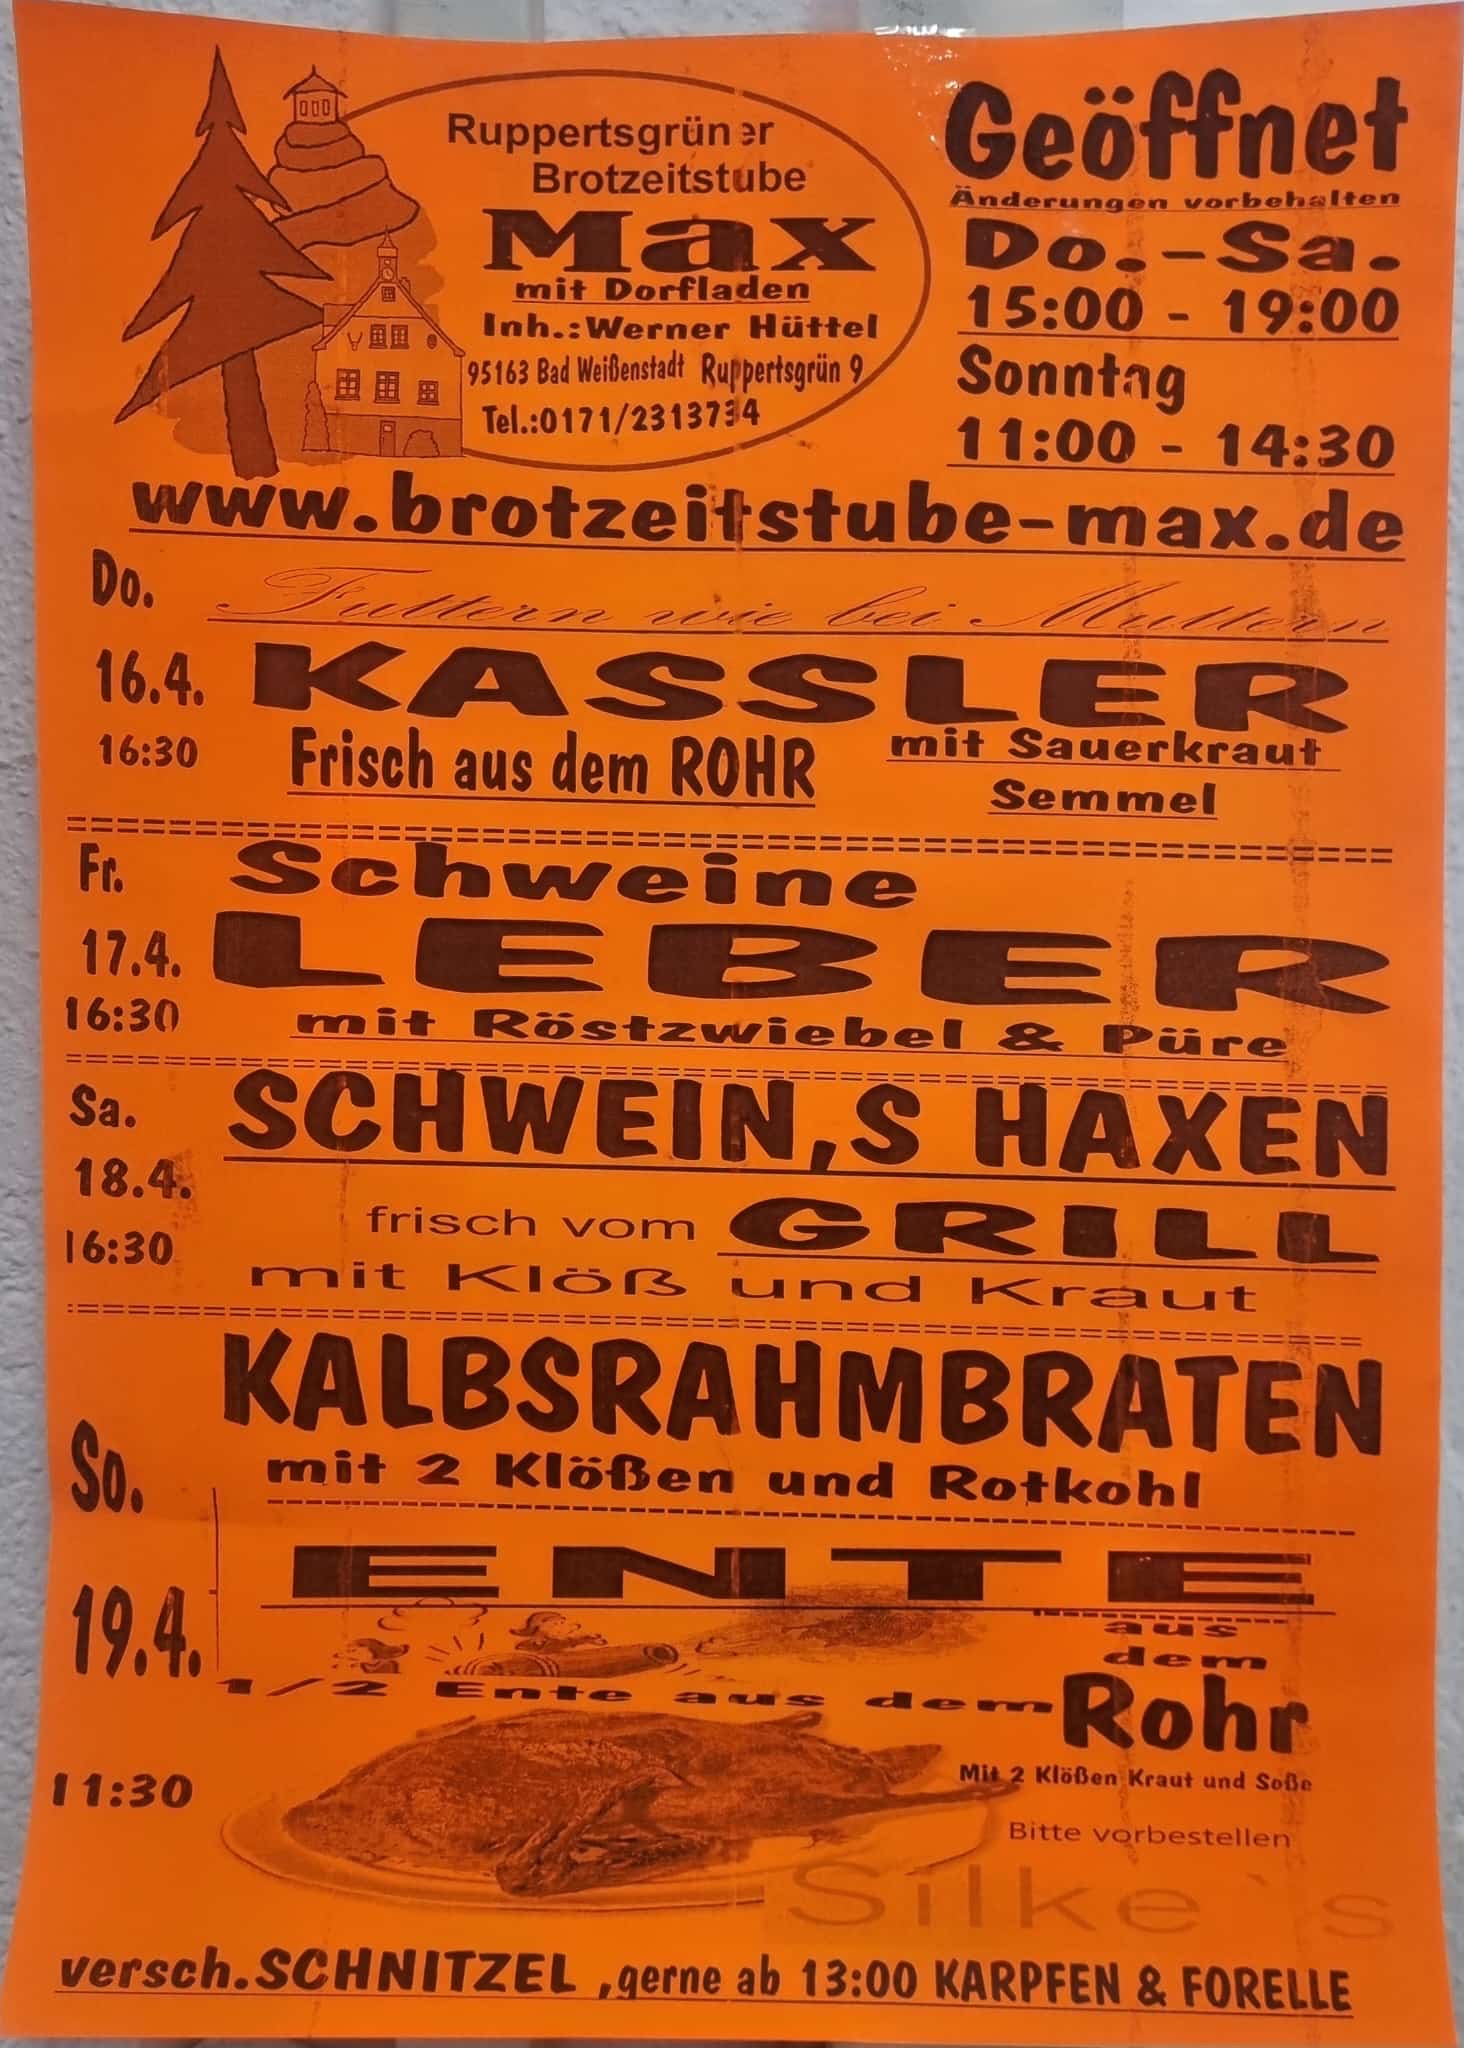 Ruppertsgrüner
Brotzeitstube
Max
mit Dorfladen
Inh.:Werner Hüttel
95163 Bad Weißenstadt Ruppertsgrün 9
Tel.:0171/2313734
Geöffnet
Änderungen vorbehalten
Do.-Sa.
15:00 - 19:00
Sonntag
11:00 - 14:30
www.brotzeitstube-max.de
Do.
Futtern wie bei Muttern
16.4.
KASSLER
16:30
Frisch aus dem ROHR
mit Sauerkraut
Semmel
Fr.
Schweine
17.4.
LEBER
16:30
mit Röstzwiebel & Püre
Sa.
SCHWEIN,S HAXEN
18.4.
frisch vom GRILL
16:30
mit Klöß und Kraut
KALBSRAHMBRATEN
So.
mit 2 Klößen und Rotkohl
ENTE
19.4.
aus
dem
Rohr
1/2 Ente aus dem
Mit 2 Klößen Kraut und Soße
11:30
Bitte vorbestellen
Silke`s
versch.SCHNITZEL ,gerne ab 13:00 KARPFEN & FORELLE